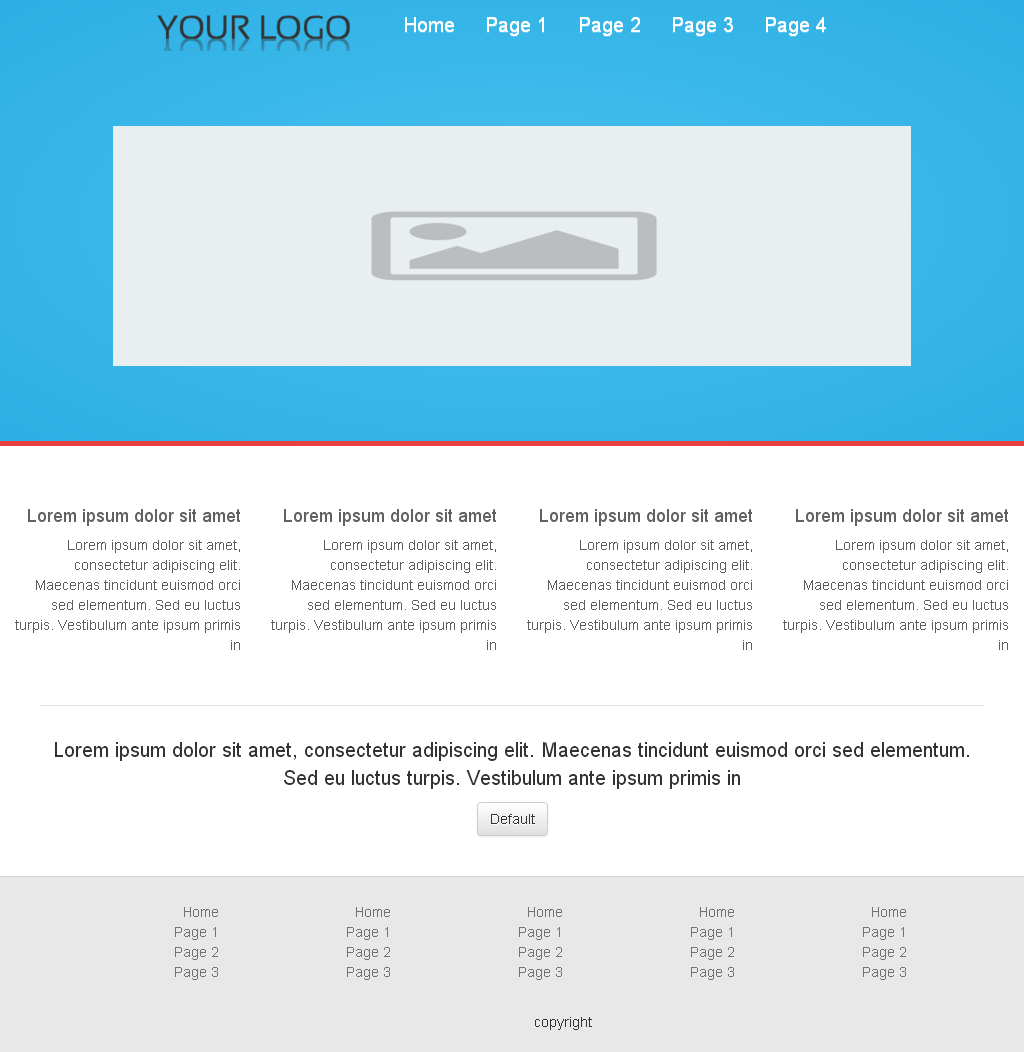 YOUR LOGO
Home Page 1 Page 2 Page 3 Page 4
Lorem ipsum dolor sit amet
Lorem ipsum dolor sit amet,
consectetur adipiscing elit.
Maecenas tincidunt euismod orci
sed elementum. Sed eu luctus
turpis. Vestibulum ante ipsum primis
in
Lorem ipsum dolor sit amet
Lorem ipsum dolor sit amet,
consectetur adipiscing elit.
Maecenas tincidunt euismod orci
sed elementum. Sed eu luctus
turpis. Vestibulum ante ipsum primis
in
Lorem ipsum dolor sit amet
Lorem ipsum dolor sit amet,
consectetur adipiscing elit.
Maecenas tincidunt euismod orci
sed elementum. Sed eu luctus
turpis. Vestibulum ante ipsum primis
in
Lorem ipsum dolor sit amet
Lorem ipsum dolor sit amet,
consectetur adipiscing elit.
Maecenas tincidunt euismod orci
sed elementum. Sed eu luctus
turpis. Vestibulum ante ipsum primis
in
Lorem ipsum dolor sit amet, consectetur adipiscing elit. Maecenas tincidunt euismod orci sed elementum.
Sed eu luctus turpis. Vestibulum ante ipsum primis in
Default
Home
Page 1
Page 2
Page 3
Home
Page 1
Page 2
Page 3
Home
Page 1
Page 2
Page 3
Home
Page 1
Page 2
Page 3
Home
Page 1
Page 2
Page 3
copyright